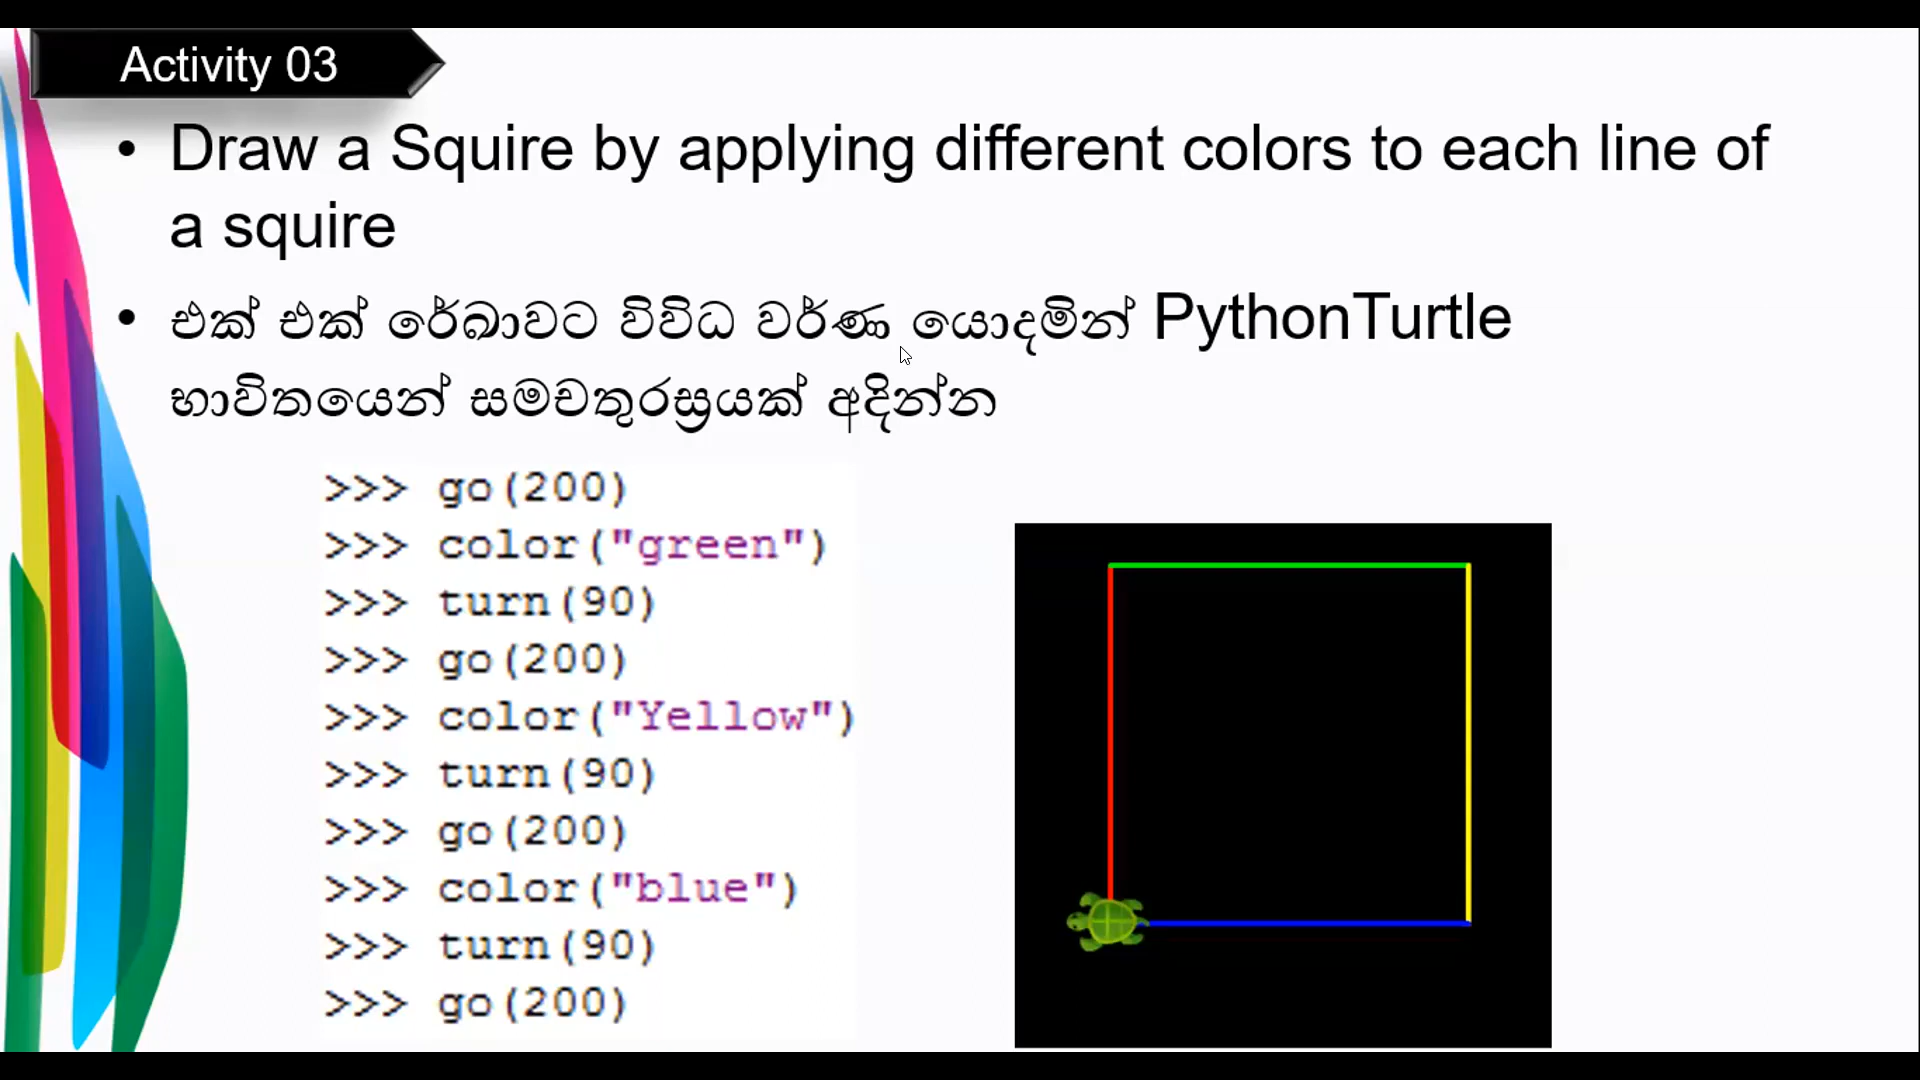 Activity 03
• Draw a Squire by applying different colors to each line of
a squire
• එක් එක් රේඛාවට විවිධ වර්ණ යොදමින් PythonTurtle
භාවිතයෙන් සමචතුරස්‍රයක් අදින්න
>>> go(200)
>>> color("green")
>>> turn(90)
>>> go(200)
>>> color("Yellow")
>>> turn(90)
>>> go(200)
>>> color("blue")
>>> turn(90)
>>> go(200)